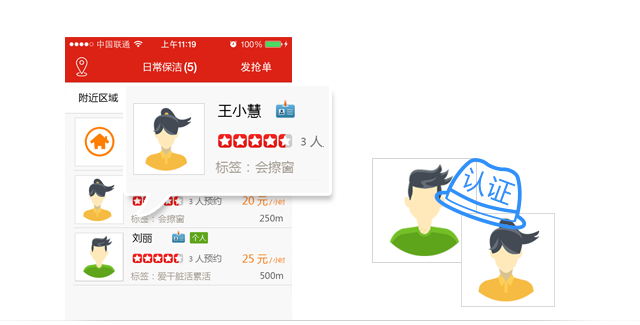 中国联通 上午11:19 100%
日常保洁(5) 发抢单
附近区域
王小慧
3 人
标签：会擦窗
3 人预约 20 元/小时
标签：会擦窗 250m
刘丽 个人
3 人预约 25 元/小时
标签：爱干脏活累活 500m
认证